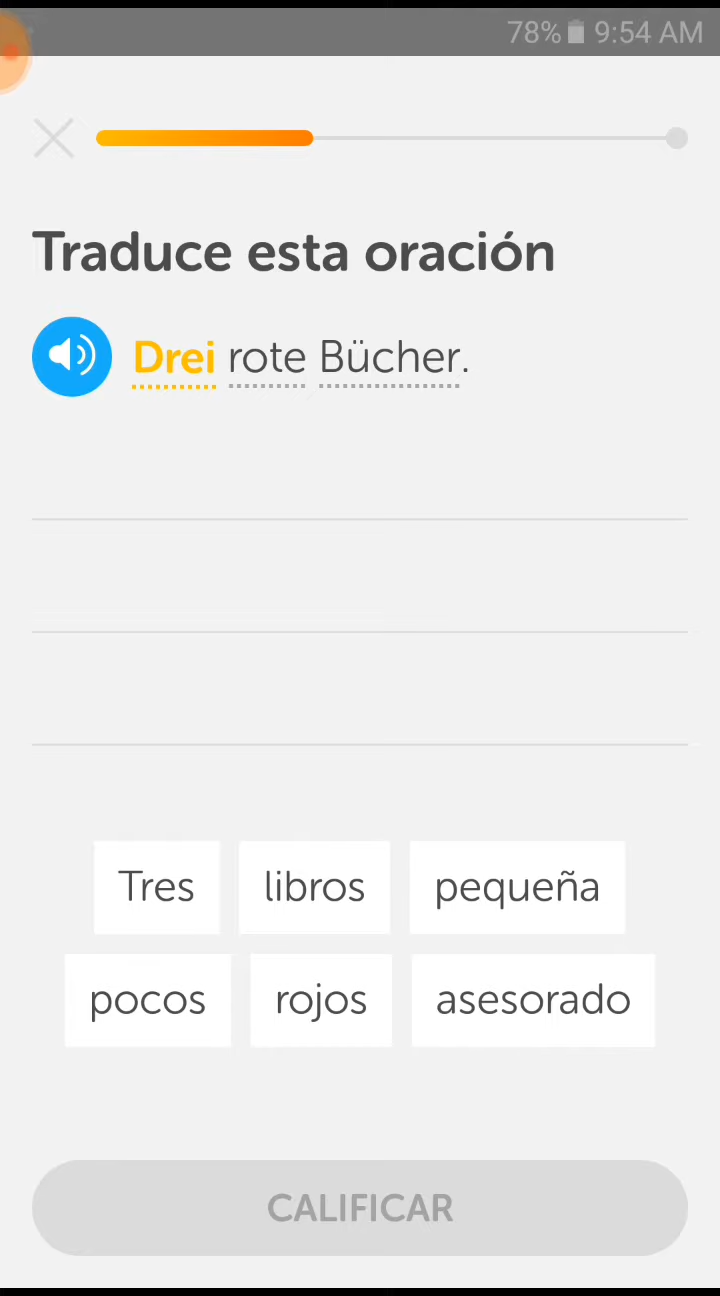 78% 9:54 AM
Traduce esta oración
Drei rote Bücher.
Tres libros pequeña
pocos rojos asesorado
CALIFICAR